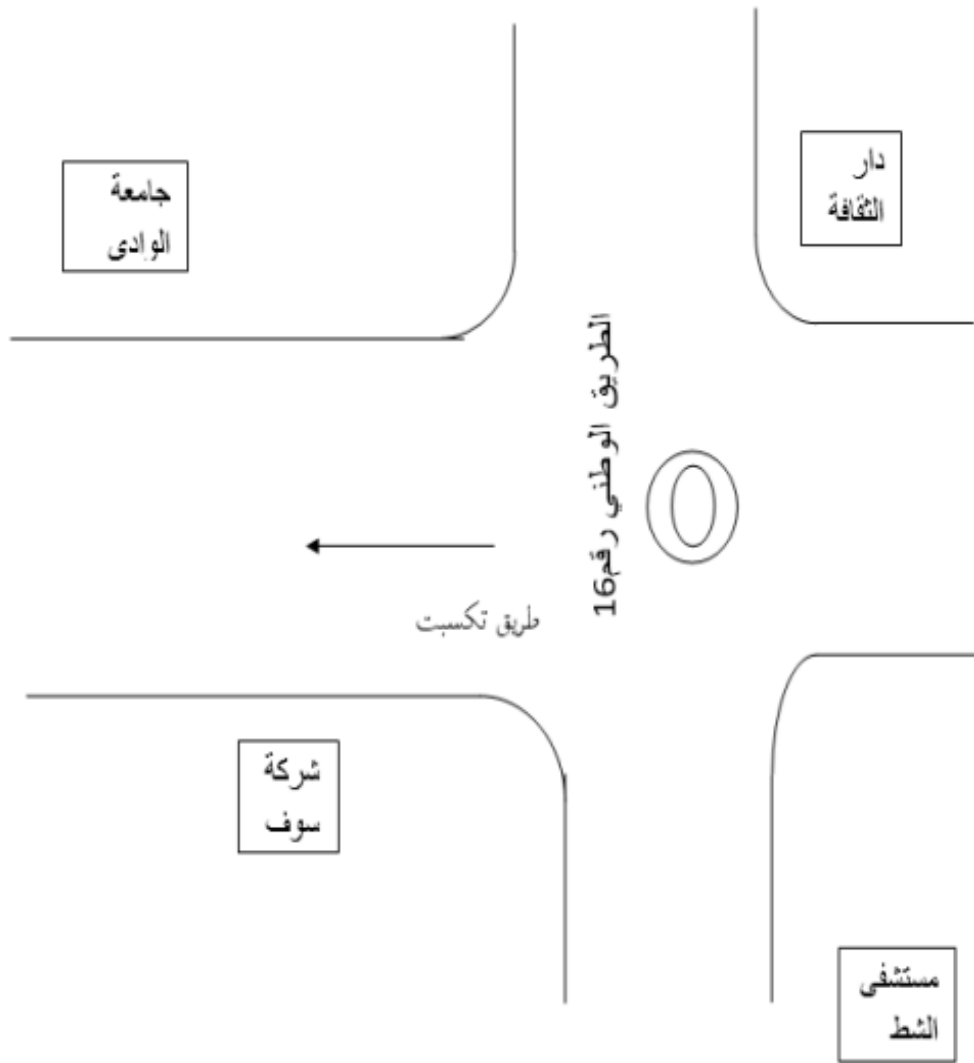 دار
الثقافة
جامعة
الوادى
الطريق الوطني رقم16
طريق تكسبت
شركة
سوف
مستشفى
الشط